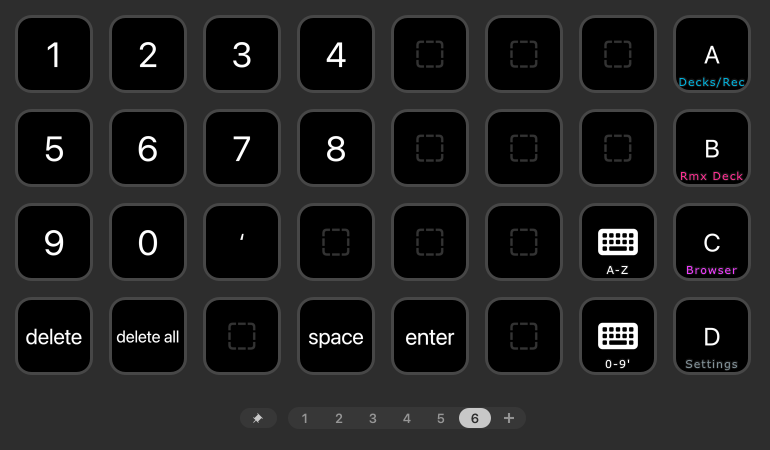 1 2 3 4 A
Decks/Rec
5 6 7 8 B
Rmx Deck
9 0 ‘ C
A-Z Browser
delete delete all space enter D
0-9' Settings
1 2 3 4 5 6 +